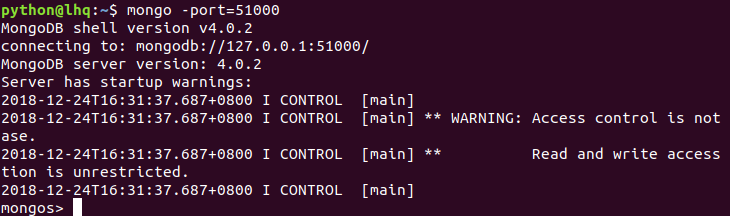 python@lhq:~$ mongo -port=51000
MongoDB shell version v4.0.2
connecting to: mongodb://127.0.0.1:51000/
MongoDB server version: 4.0.2
Server has startup warnings:
2018-12-24T16:31:37.687+0800 I CONTROL  [main]
2018-12-24T16:31:37.687+0800 I CONTROL  [main] ** WARNING: Access control is not
ase.
2018-12-24T16:31:37.687+0800 I CONTROL  [main] **          Read and write access
tion is unrestricted.
2018-12-24T16:31:37.687+0800 I CONTROL  [main]
mongos>